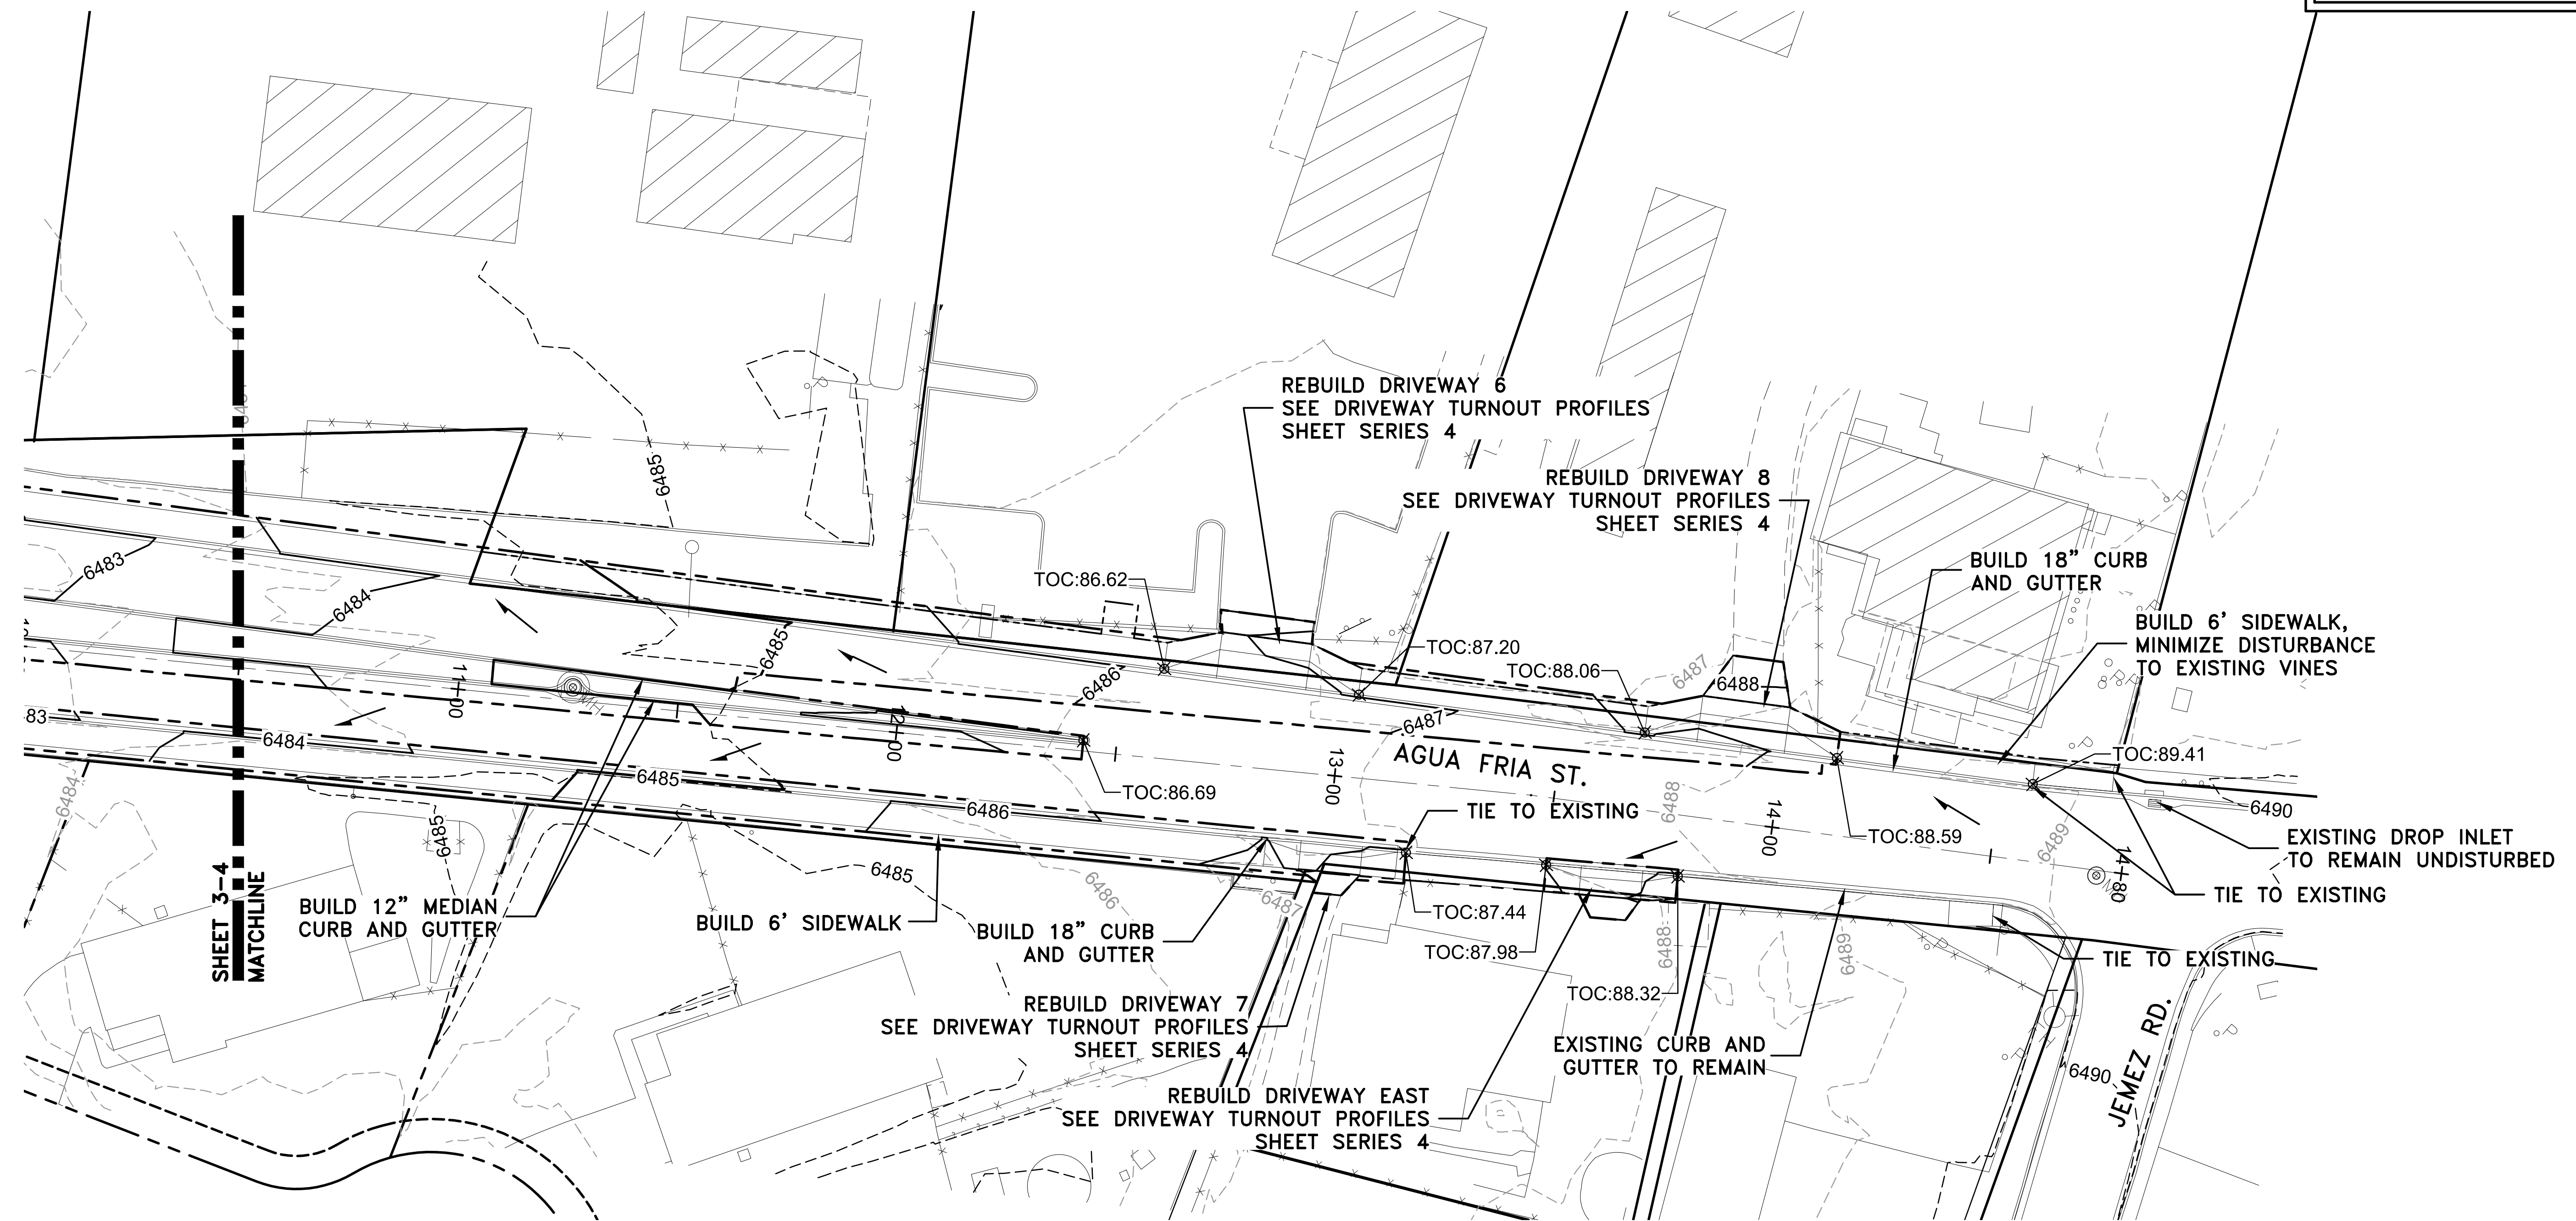 REBUILD DRIVEWAY 6
SEE DRIVEWAY TURNOUT PROFILES
SHEET SERIES 4
REBUILD DRIVEWAY 8
SEE DRIVEWAY TURNOUT PROFILES
SHEET SERIES 4
6485
BUILD 18" CURB
AND GUTTER
6483
TOC:86.62
6484
BUILD 6' SIDEWALK,
MINIMIZE DISTURBANCE
TO EXISTING VINES
6485
TOC:87.20
TOC:88.06
6487
6488
6486
11+00
12+00
6487
83
6484
13+00
AGUA FRIA ST.
TOC:89.41
6485
TOC:86.69
6484
6486
TIE TO EXISTING
6488
14+00
TOC:88.59
6490
6489
EXISTING DROP INLET
TO REMAIN UNDISTURBED
6485
6485
6486
6487
14+80
TIE TO EXISTING
SHEET 3-4
MATCHLINE
BUILD 12" MEDIAN
CURB AND GUTTER
BUILD 6' SIDEWALK
BUILD 18" CURB
AND GUTTER
TOC:87.44
TOC:87.98
6488
6489
TIE TO EXISTING
TOC:88.32
REBUILD DRIVEWAY 7
SEE DRIVEWAY TURNOUT PROFILES
SHEET SERIES 4
EXISTING CURB AND
GUTTER TO REMAIN
JEMEZ RD.
6490
REBUILD DRIVEWAY EAST
SEE DRIVEWAY TURNOUT PROFILES
SHEET SERIES 4